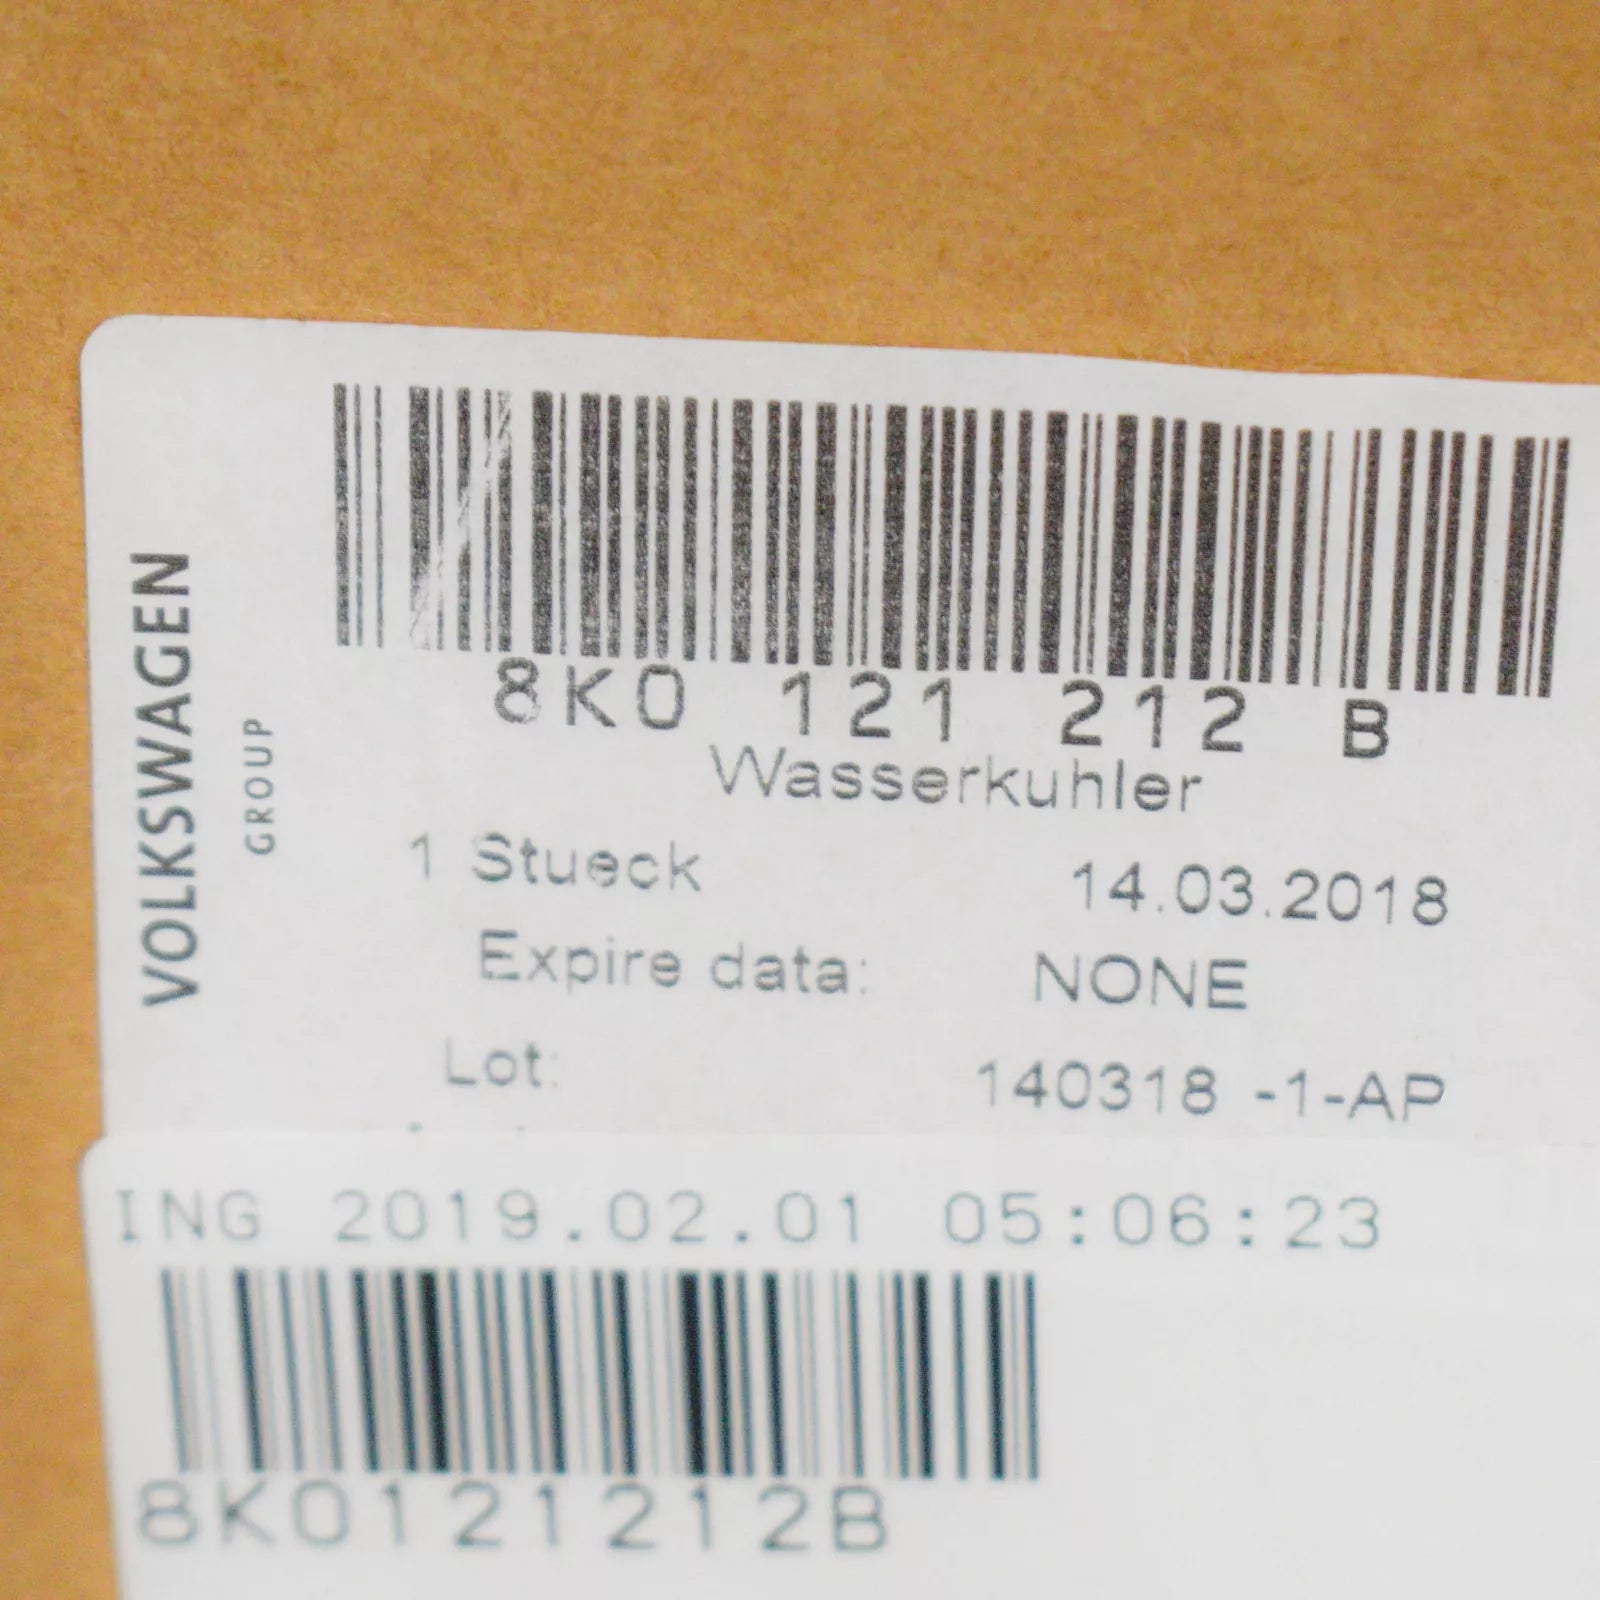 VOLKSWAGEN
GROUP
8K0 121 212 B
Wasserkuhler
1 Stueck 14.03.2018
Expire data: NONE
Lot: 140318 -1-AP
ING 2019.02.01 05:06:23
8K0121212B